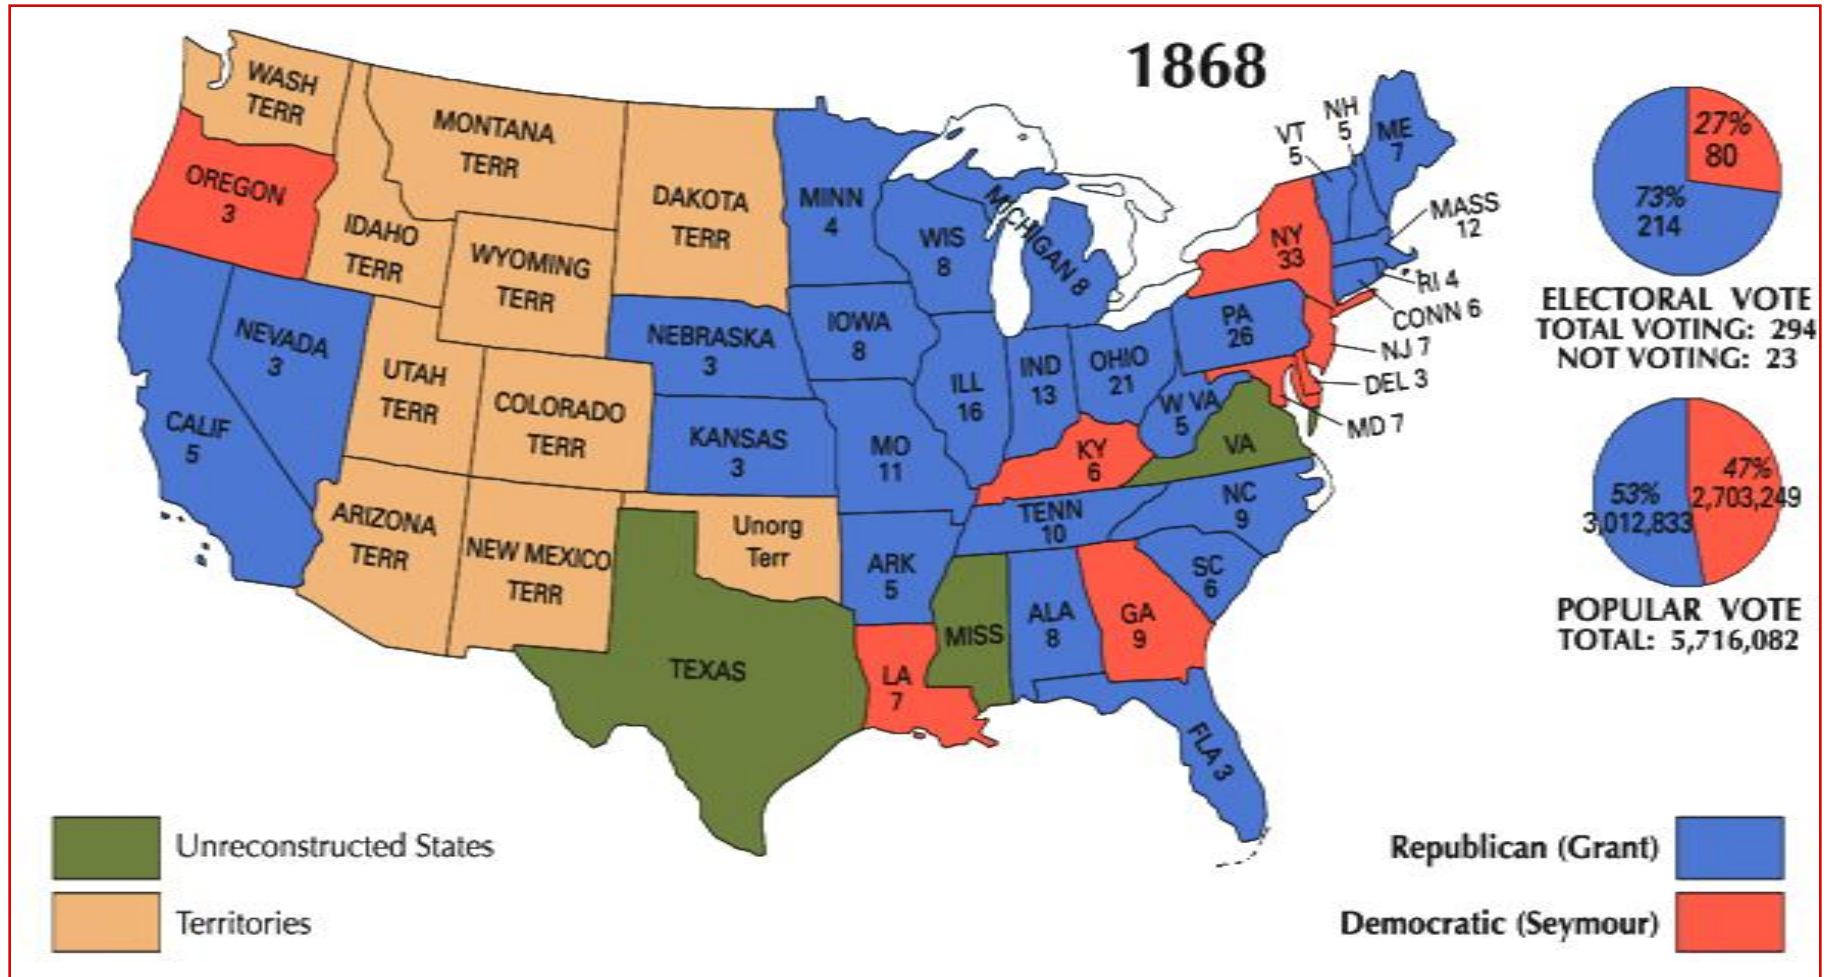 1868
WASH
TERR
MONTANA
TERR
DAKOTA
TERR
MINN
4
OREGON
3
IDAHO
TERR
WYOMING
TERR
WIS
8
MICHIGAN 8
VT
5
NH
5
ME
7
MASS
12
NY
33
RI 4
CONN 6
NJ 7
DEL 3
MD 7
PA
26
NEVADA
3
CALIF
5
UTAH
TERR
COLORADO
TERR
NEBRASKA
3
IOWA
8
KANSAS
3
ILL
16
IND
13
OHIO
21
W VA
5
VA
KY
6
MO
11
ARIZONA
TERR
NEW MEXICO
TERR
Unorg
Terr
TENN
10
NC
9
SC
6
ARK
5
TEXAS
LA
7
MISS
ALA
8
GA
9
FLA 3
27%
80
73%
214
ELECTORAL VOTE
TOTAL VOTING: 294
NOT VOTING: 23
47%
2,703,249
53%
3,012,833
POPULAR VOTE
TOTAL: 5,716,082
Unreconstructed States
Territories
Republican (Grant)
Democratic (Seymour)